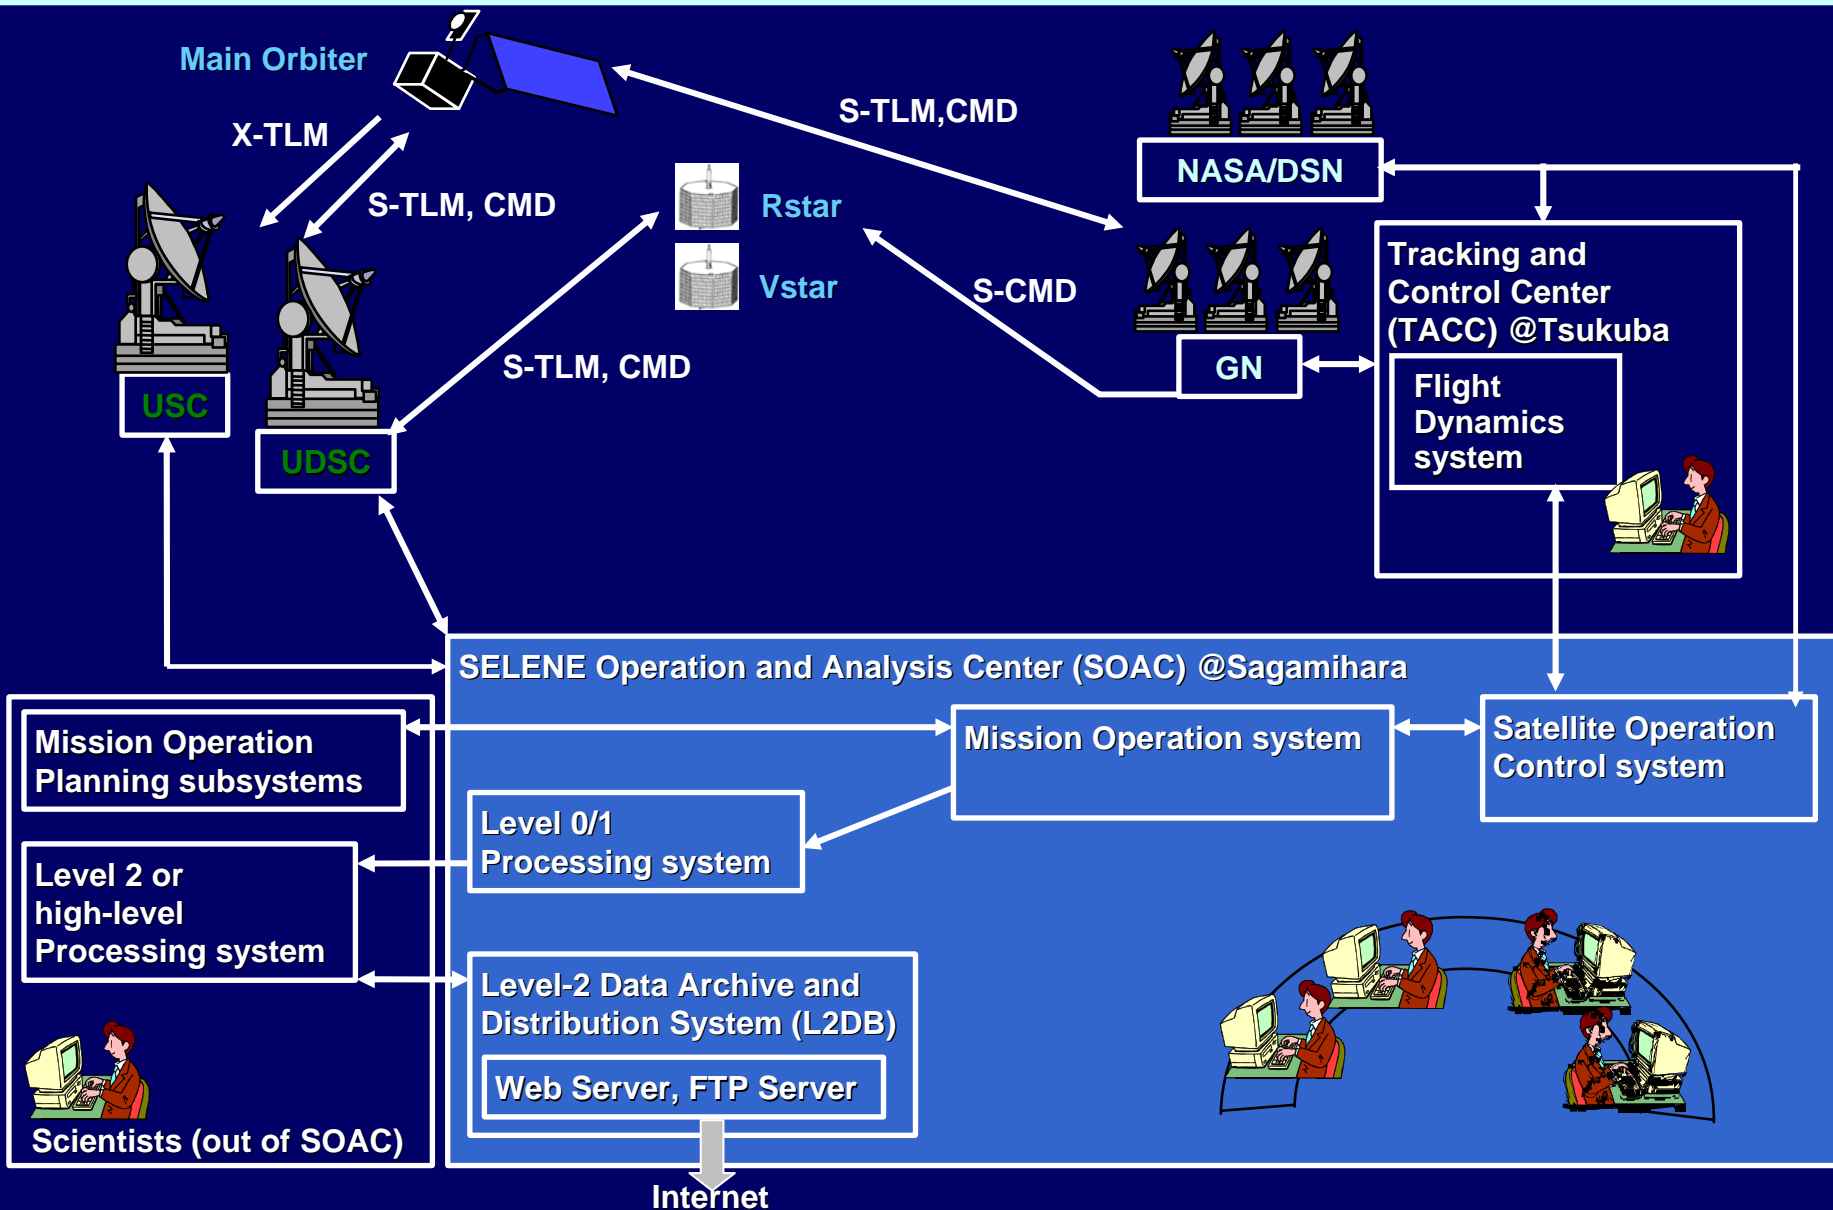 Main Orbiter
X-TLM
S-TLM, CMD
S-TLM,CMD
NASA/DSN
Rstar
Vstar
S-CMD
S-TLM, CMD
USC
UDSC
GN
Tracking and
Control Center
(TACC) @Tsukuba
Flight
Dynamics
system
SELENE Operation and Analysis Center (SOAC) @Sagamihara
Mission Operation
Planning subsystems
Mission Operation system
Satellite Operation
Control system
Level 0/1
Processing system
Level 2 or
high-level
Processing system
Level-2 Data Archive and
Distribution System (L2DB)
Web Server, FTP Server
Scientists (out of SOAC)
Internet